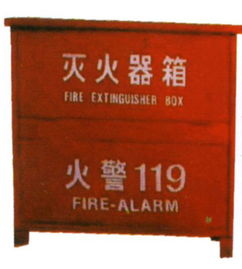 灭火器箱
FIRE EXTINGUISHER BOX
火警119
FIRE-ALARM